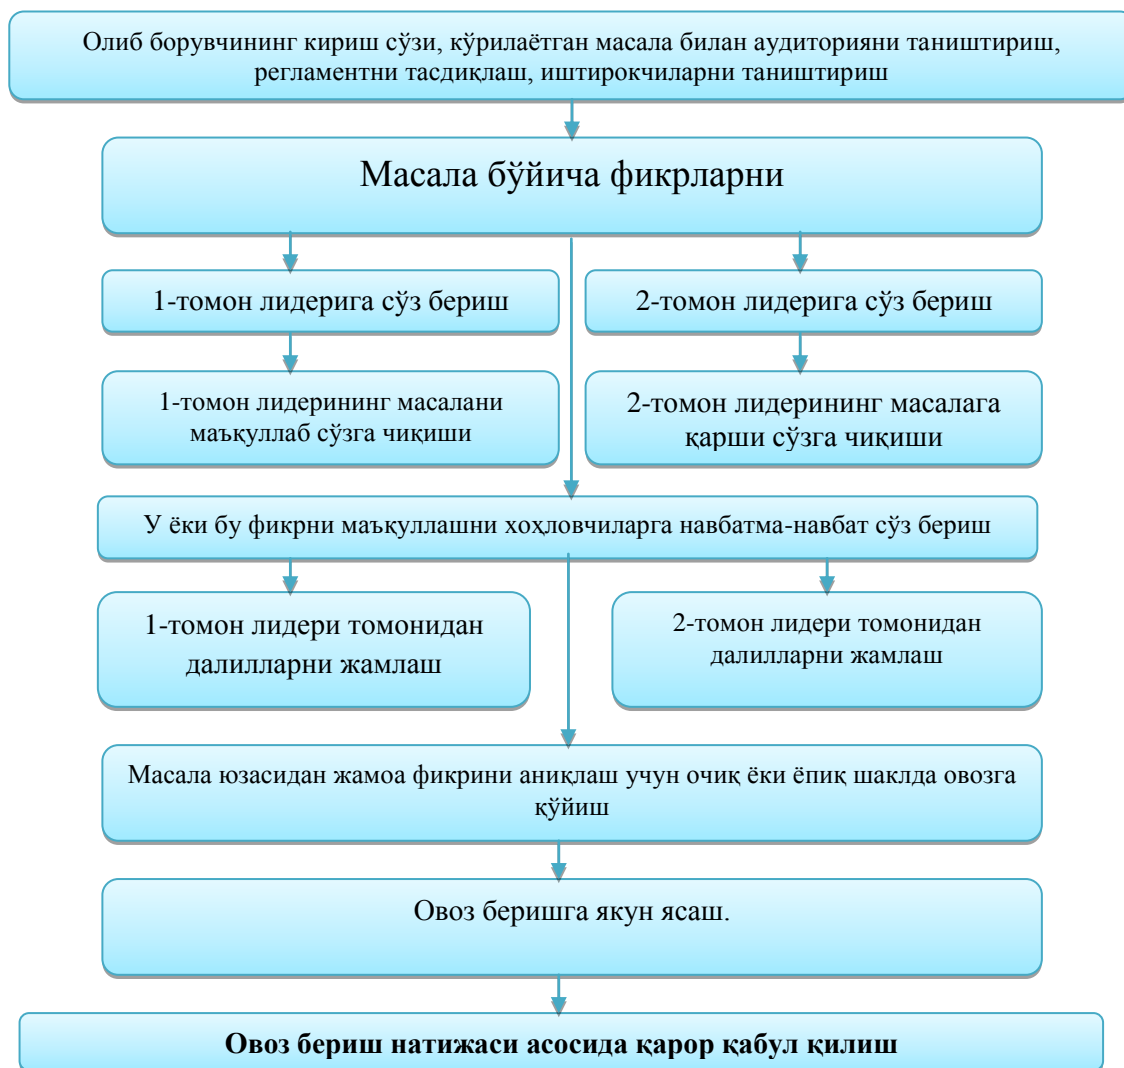 Олиб борувчининг кириш сўзи, кўрилаётган масала билан аудиторияни таништириш,
регламентни тасдиқлаш, иштирокчиларни таништириш
Масала бўйича фикрларни
1-томон лидерига сўз бериш
2-томон лидерига сўз бериш
1-томон лидерининг масалани
маъқуллаб сўзга чиқиши
2-томон лидерининг масалага
қарши сўзга чиқиши
У ёки бу фикрни маъқуллашни хоҳловчиларга навбатма-навбат сўз бериш
1-томон лидери томонидан
далилларни жамлаш
2-томон лидери томонидан
далилларни жамлаш
Масала юзасидан жамоа фикрини аниқлаш учун очиқ ёки ёпиқ шаклда овозга
қўйиш
Овоз беришга якун ясаш.
Овоз бериш натижаси асосида қарор қабул қилиш